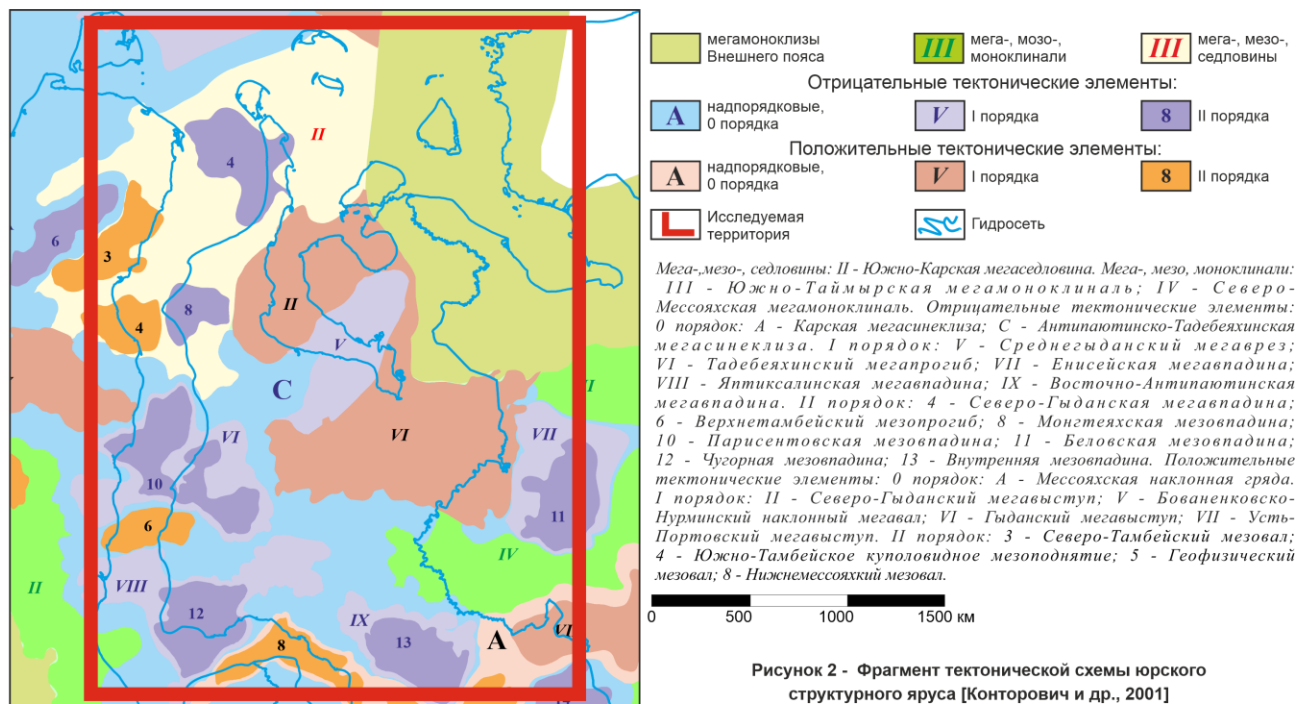 II
4
6
3
4
8
II
V
C
VI
VI
II
VII
10
6
11
IV
VIII
II
12
IX
13
A
VI
8
мегамоноклизы
Внешнего пояса
III
мега-, мозо-,
моноклинали
III
мега-, мезо-,
седловины
Отрицательные тектонические элементы:
A
надпорядковые,
0 порядка
V
I порядка
8
II порядка
Положительные тектонические элементы:
A
надпорядковые,
0 порядка
V
I порядка
8
II порядка
Исследуемая
территория
Гидросеть
Мега-,мезо-, седловины: II - Южно-Карская мегаседловина. Мега-, мезо, моноклинали:
III - Южно-Таймырская мегамоноклиналь; IV - Северо-
Мессояхская мегамоноклиналь. Отрицательные тектонические элементы:
0 порядок: А - Карская мегасинеклиза; С - Антипаютинско-Тадебеяхинская
мегасинеклиза. I порядок: V - Среднегыданский мегаврез;
VI - Тадебеяхинский мегапрогиб; VII - Енисейская мегавпадина;
VIII - Яптиксалинская мегавпадина; IX - Восточно-Антипаютинская
мегавпадина. II порядок: 4 - Северо-Гыданская мегавпадина;
6 - Верхнетамбейский мезопрогиб; 8 - Монгтеяхская мезовпадина;
10 - Парисентовская мезовпадина; 11 - Беловская мезовпадина;
12 - Чугорная мезовпадина; 13 - Внутренняя мезовпадина. Положительные
тектонические элементы: 0 порядок: А - Мессояхская наклонная гряда.
I порядок: II - Северо-Гыданский мегавыступ; V - Бованенковско-
Нурминский наклонный мегавал; VI - Гыданский мегавыступ; VII - Усть-
Портовский мегавыступ. II порядок: 3 - Северо-Тамбейский мезовал;
4 - Южно-Тамбейское куполовидное мезоподнятие; 5 - Геофизический
мезовал; 8 - Нижнемессояхкий мезовал.
0 500 1000 1500 км
Рисунок 2 - Фрагмент тектонической схемы юрского
структурного яруса [Конторович и др., 2001]